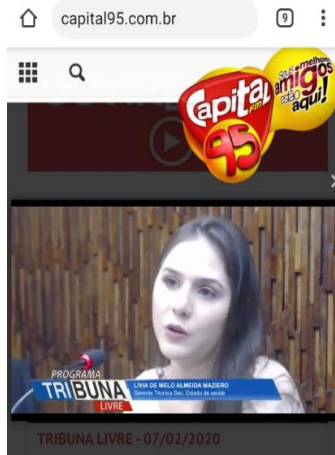 capital95.com.br
9
Capital FM
95
Seus melhores
amigos
estão
aqui!
PROGRAMA
TRIBUNA
LIVRE
LÍVIA DE MELO ALMEIDA MAZIERO
Gerente Técnica Sec. Estado de saúde
TRIBUNA LIVRE - 07/02/2020